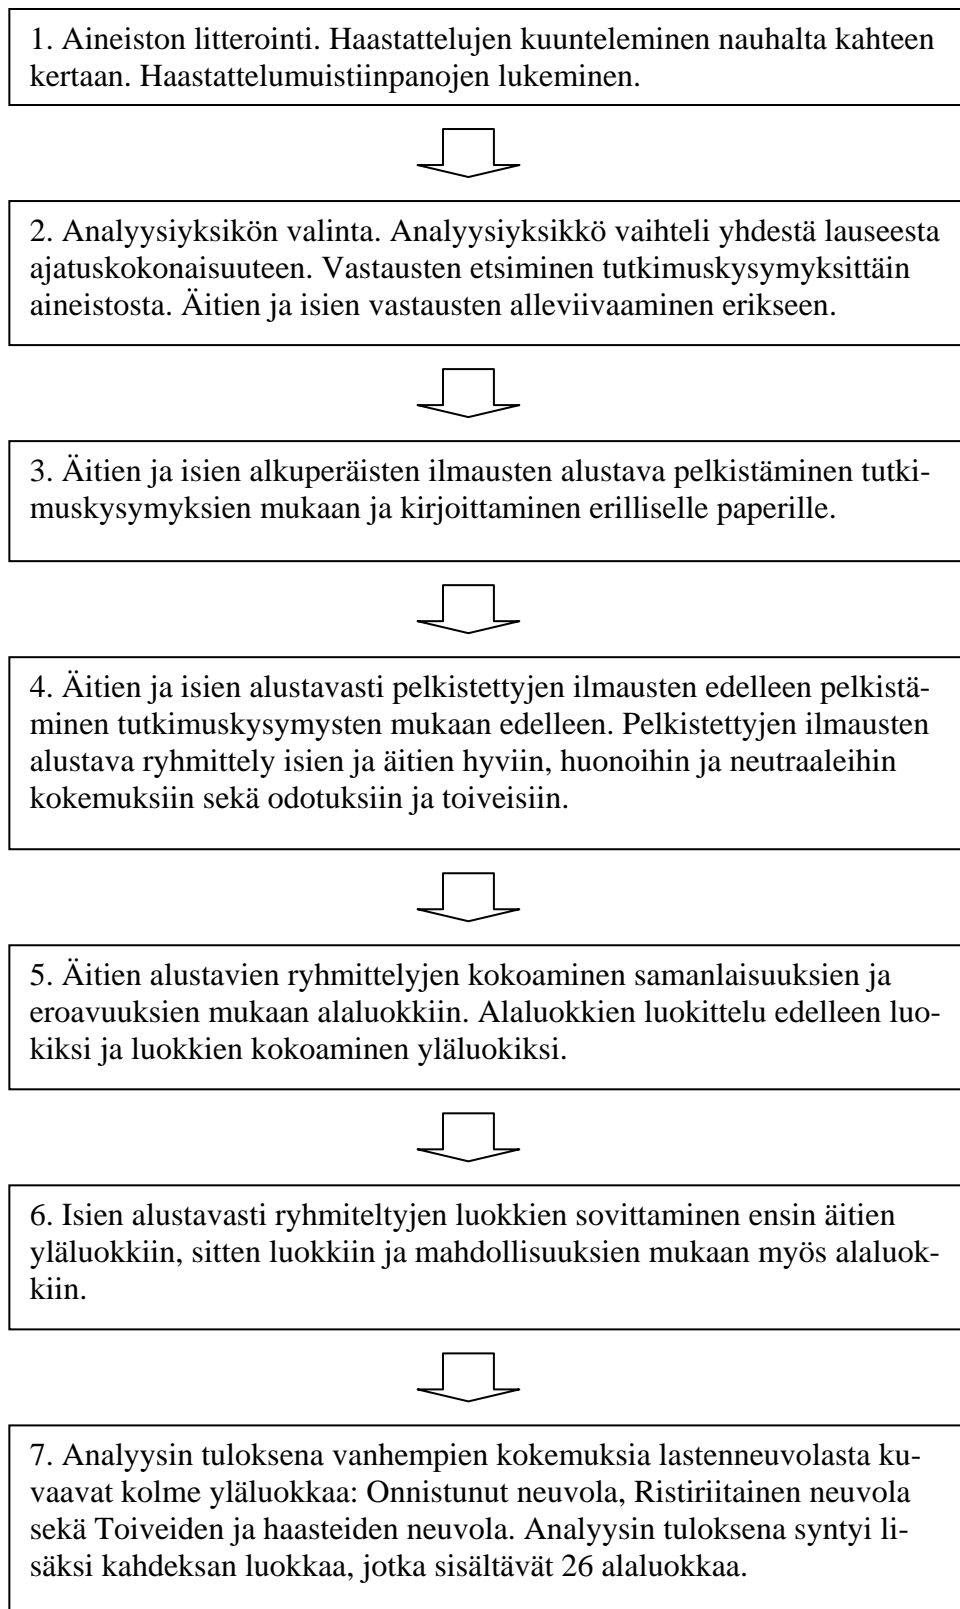 1. Aineiston litterointi. Haastattelujen kuunteleminen nauhalta kahteen
kertaan. Haastattelumuistiinpanojen lukeminen.
2. Analyysiyksikön valinta. Analyysiyksikkö vaihteli yhdestä lauseesta
ajatuskokonaisuuteen. Vastausten etsiminen tutkimuskysymyksittäin
aineistosta. Äitien ja isien vastausten alleviivaaminen erikseen.
3. Äitien ja isien alkuperäisten ilmausten alustava pelkistäminen tutki-
muskysymyksien mukaan ja kirjoittaminen erilliselle paperille.
4. Äitien ja isien alustavasti pelkistettyjen ilmausten edelleen pelkistä-
minen tutkimuskysymysten mukaan edelleen. Pelkistettyjen ilmausten
alustava ryhmittely isien ja äitien hyviin, huonoihin ja neutraaleihin
kokemuksiin sekä odotuksiin ja toiveisiin.
5. Äitien alustavien ryhmittelyjen kokoaminen samanlaisuuksien ja
eroavuuksien mukaan alaluokkiin. Alaluokkien luokittelu edelleen luo-
kiksi ja luokkien kokoaminen yläluokiksi.
6. Isien alustavasti ryhmiteltyjen luokkien sovittaminen ensin äitien
yläluokkiin, sitten luokkiin ja mahdollisuuksien mukaan myös alaluok-
kiin.
7. Analyysin tuloksena vanhempien kokemuksia lastenneuvolasta ku-
vaavat kolme yläluokkaa: Onnistunut neuvola, Ristiriitainen neuvola
sekä Toiveiden ja haasteiden neuvola. Analyysin tuloksena syntyi li-
säksi kahdeksan luokkaa, jotka sisältävät 26 alaluokkaa.